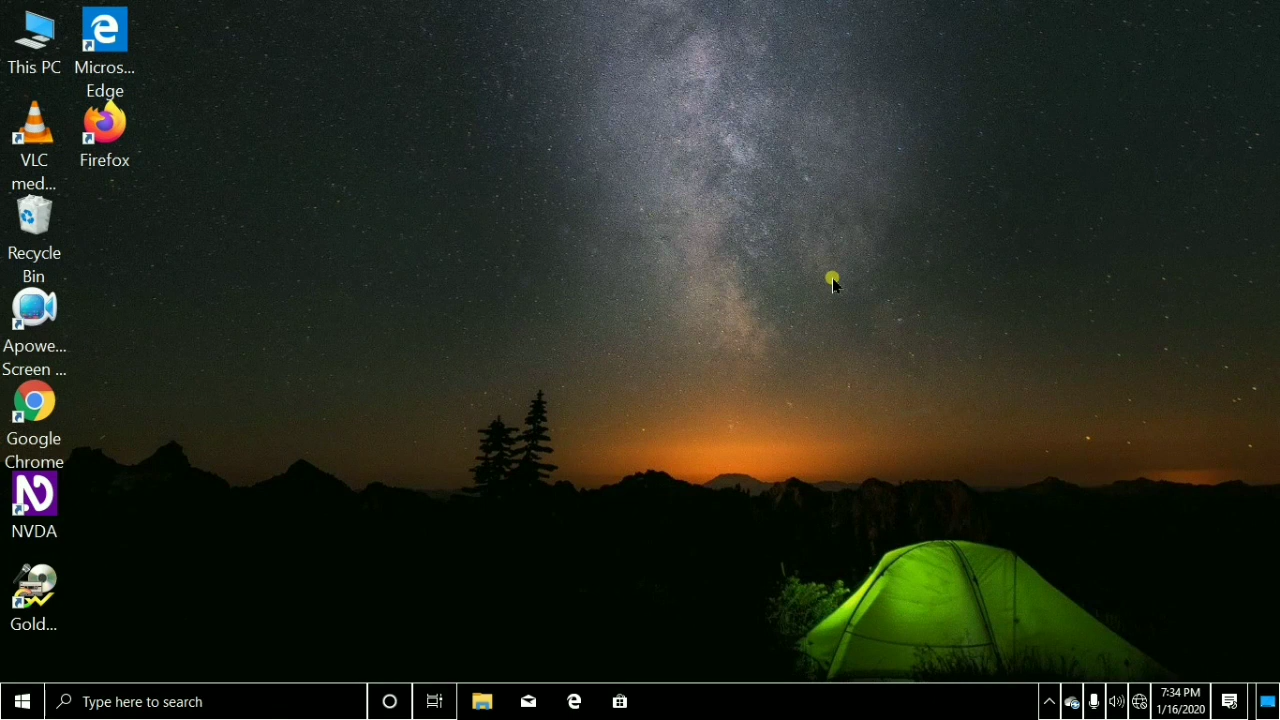 This PC
Micros...
Edge
VLC
med...
Firefox
Recycle
Bin
Apowe...
Screen ...
Google
Chrome
NVDA
Gold...
Type here to search
7:34 PM
1/16/2020